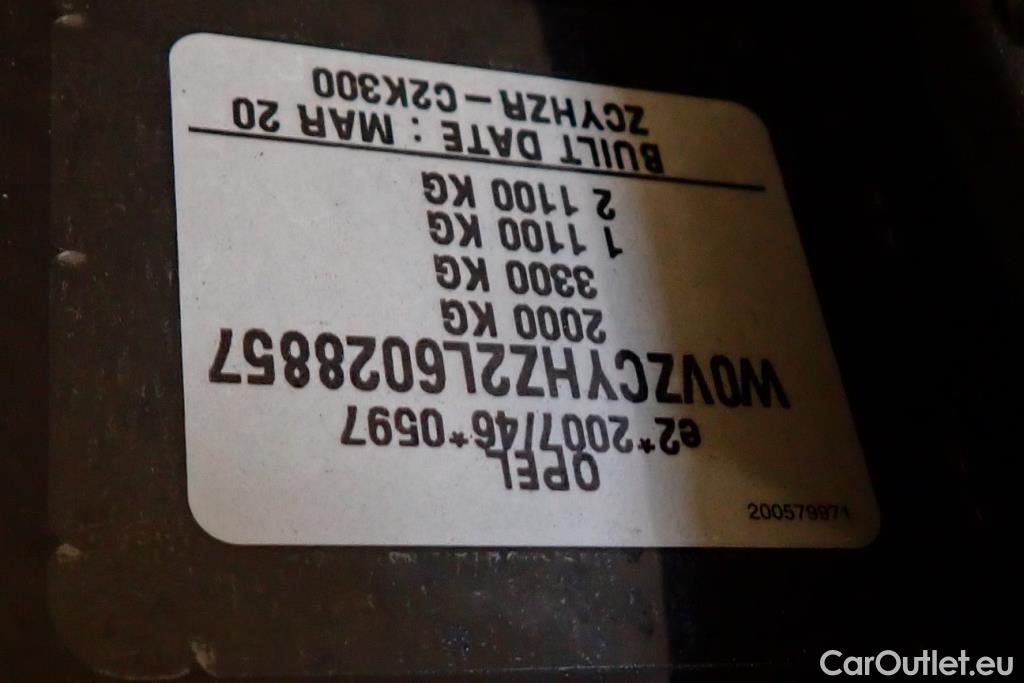 OPEL
e2*2007/46*0597
W0VZCYHZ2L6028857
2000 KG
3300 KG
1 1100 KG
2 1100 KG
BUILT DATE : MAR 20
ZCYHZR-C2K300
200579971
CarOutlet.eu